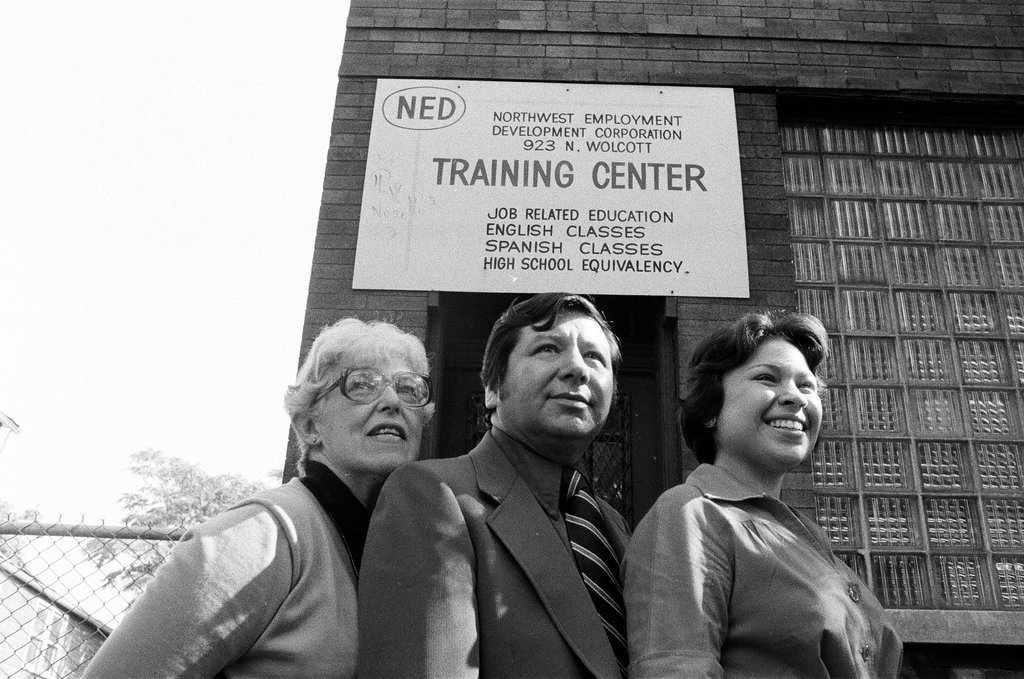 NED
NORTHWEST EMPLOYMENT
DEVELOPMENT CORPORATION
923 N. WOLCOTT
TRAINING CENTER
JOB RELATED EDUCATION
ENGLISH CLASSES
SPANISH CLASSES
HIGH SCHOOL EQUIVALENCY